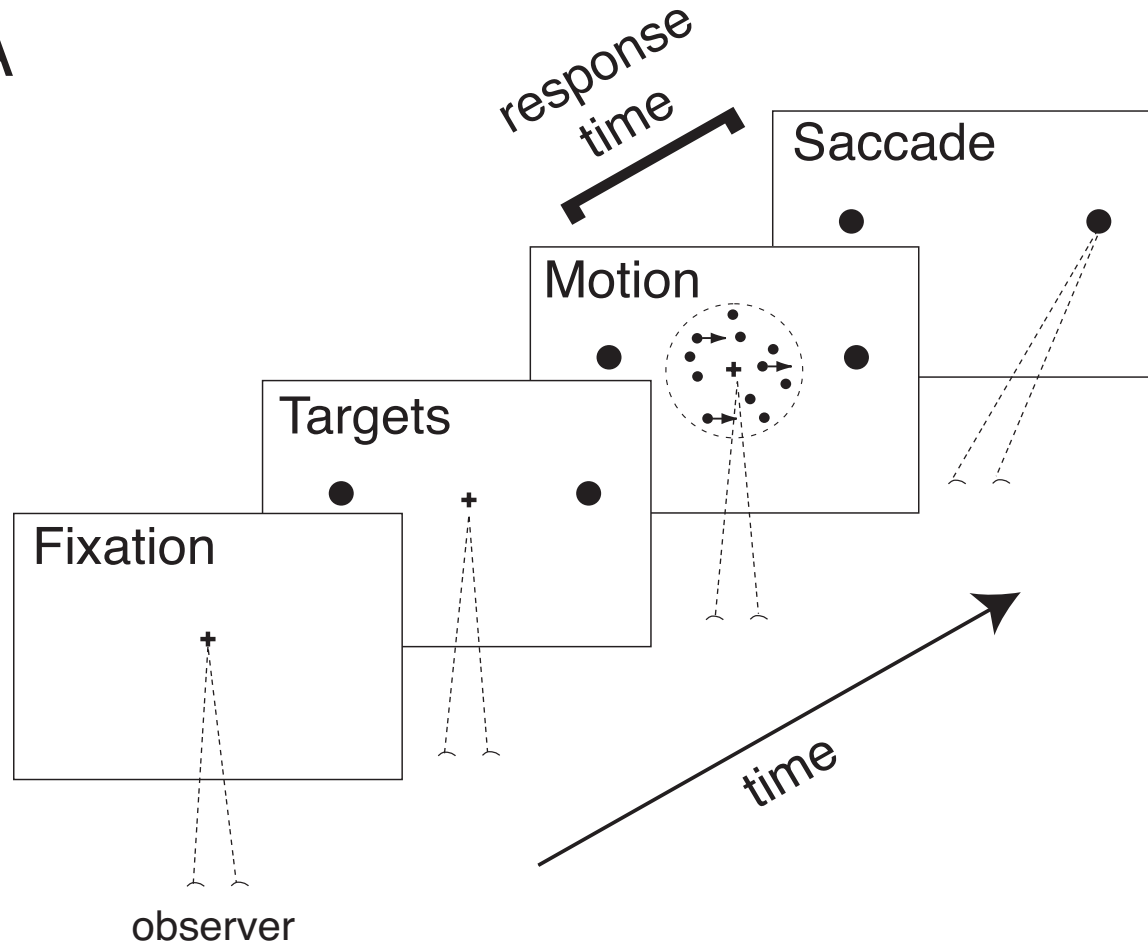 A
response
time
Saccade
Motion
Targets
Fixation
time
observer